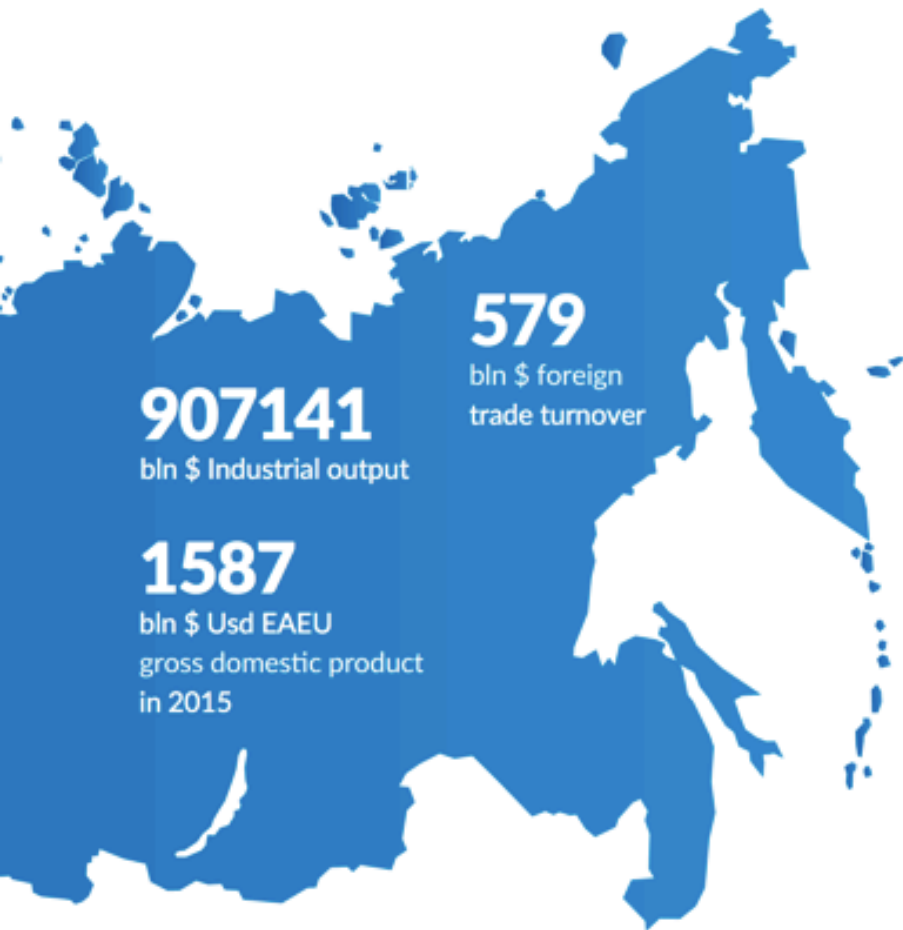 579
bln $ foreign
trade turnover
907141
bln $ Industrial output
1587
bln $ Usd EAEU
gross domestic product
in 2015